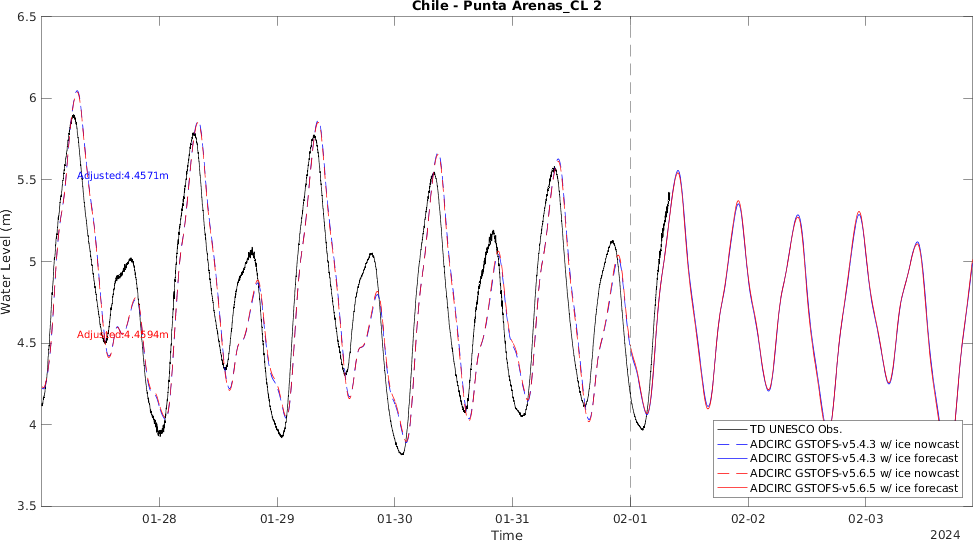 Chile - Punta Arenas_CL 2
6.5
6
5.5
5
4.5
4
3.5
Water Level (m)
Adjusted:4.4571m
Adjusted:4.4594m
01-28
01-29
01-30
01-31
02-01
02-02
02-03
Time
2024
TD UNESCO Obs.
ADCIRC GSTOFS-v5.4.3 w/ ice nowcast
ADCIRC GSTOFS-v5.4.3 w/ ice forecast
ADCIRC GSTOFS-v5.6.5 w/ ice nowcast
ADCIRC GSTOFS-v5.6.5 w/ ice forecast